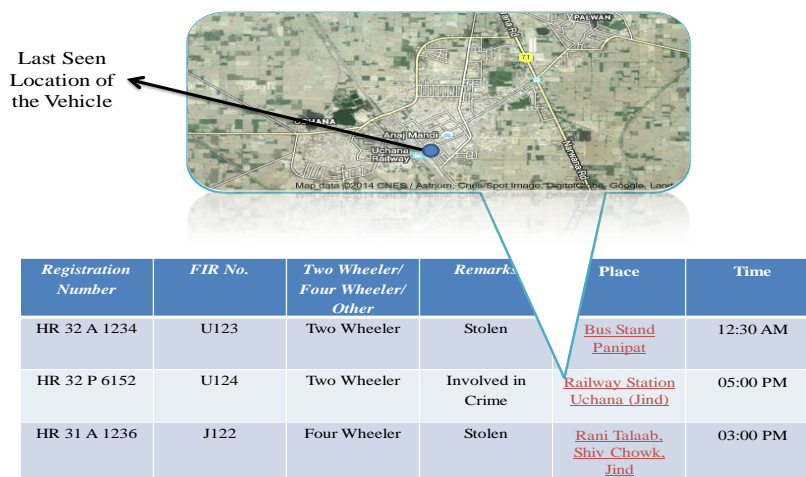 PALWAN
ana Rd
71
Last Seen
Location of
the Vehicle
UCHANA
Anaj Mandi
Uchana
Railway
Narwana Rd
Map data ©2014 CNES / Astrium, Cnes/Spot Image, DigitalGlobe, Google, Land
Registration Number FIR No. Two Wheeler/ Four Wheeler/ Other Remarks Place Time
HR 32 A 1234 U123 Two Wheeler Stolen Bus Stand Panipat 12:30 AM
HR 32 P 6152 U124 Two Wheeler Involved in Crime Railway Station Uchana (Jind) 05:00 PM
HR 31 A 1236 J122 Four Wheeler Stolen Rani Talaab, Shiv Chowk, Jind 03:00 PM